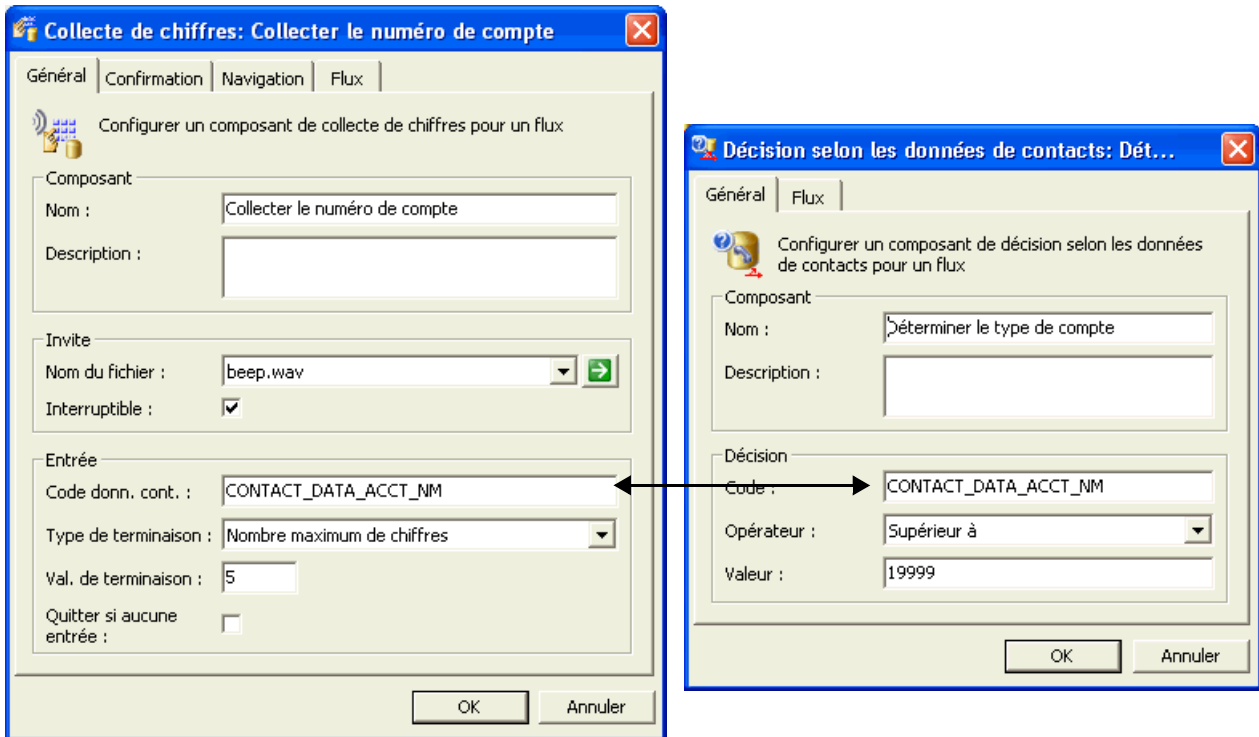 Collecte de chiffres: Collecter le numéro de compte
Général
Confirmation
Navigation
Flux
Configurer un composant de collecte de chiffres pour un flux
Composant
Nom :
Collecter le numéro de compte
Description :
Invite
Nom du fichier :
beep.wav
Interruptible :
Entrée
Code donn. cont. :
CONTACT_DATA_ACCT_NM
Type de terminaison :
Nombre maximum de chiffres
Val. de terminaison :
5
Quitter si aucune
entrée :
OK
Annuler
Décision selon les données de contacts: Dét...
Général
Flux
Configurer un composant de décision selon les données
de contacts pour un flux
Composant
Nom :
Déterminer le type de compte
Description :
Décision
Code :
CONTACT_DATA_ACCT_NM
Opérateur :
Supérieur à
Valeur :
19999
OK
Annuler